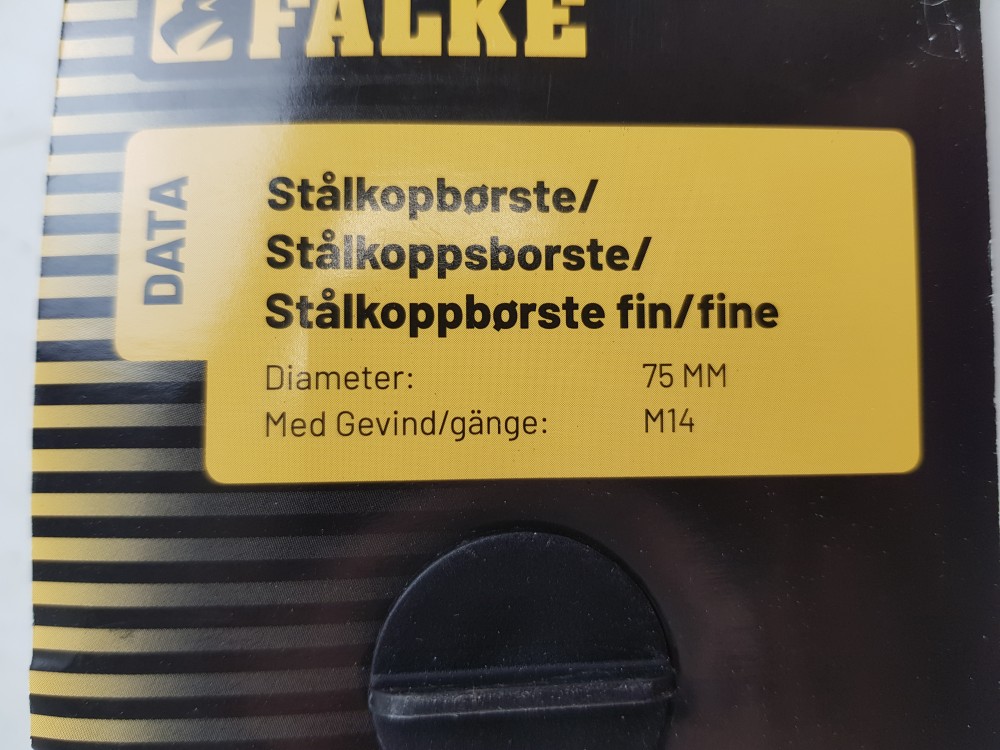 FALKE
DATA
Stålkopbørste/
Stålkoppsborste/
Stålkoppbørste fin/fine
Diameter: 75 MM
Med Gevind/gänge: M14